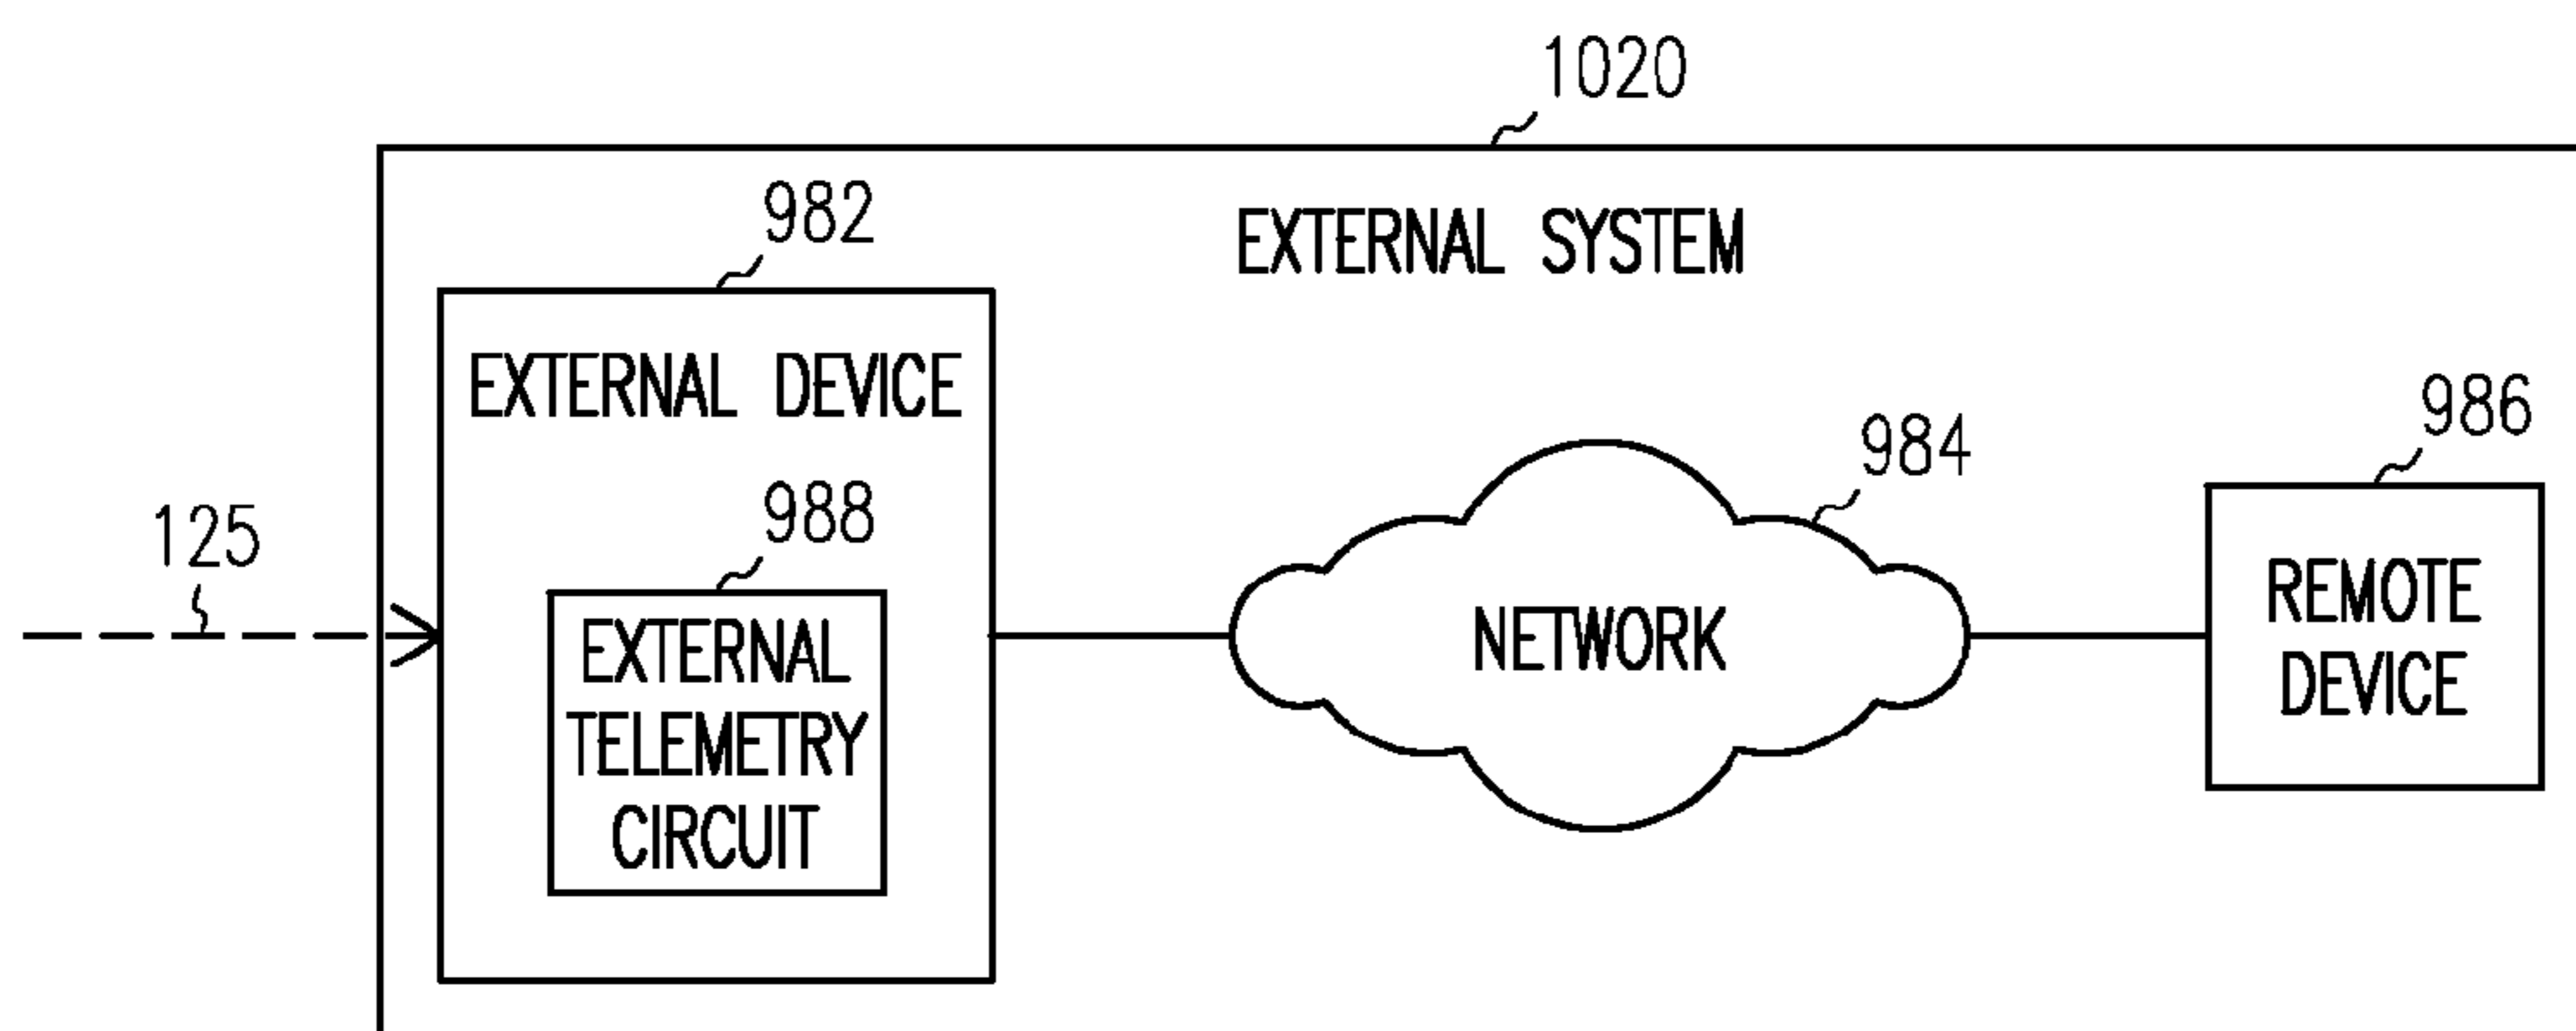 1020
EXTERNAL SYSTEM
982
EXTERNAL DEVICE
988
EXTERNAL
TELEMETRY
CIRCUIT
125
984
NETWORK
986
REMOTE
DEVICE